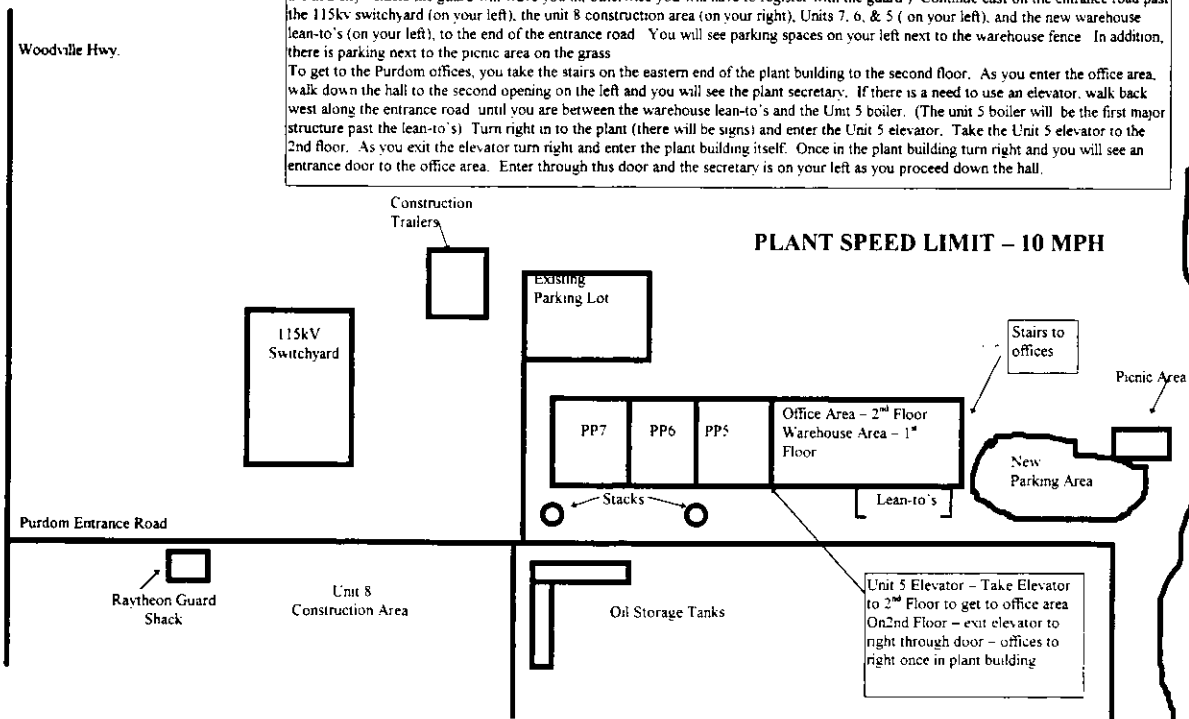 the 115kv switchyard (on your left), the unit 8 construction area (on your right), Units 7, 6, & 5 ( on your left), and the new warehouse
lean-to's (on your left), to the end of the entrance road You will see parking spaces on your left next to the warehouse fence In addition,
there is parking next to the picnic area on the grass
To get to the Purdom offices, you take the stairs on the eastern end of the plant building to the second floor. As you enter the office area,
walk down the hall to the second opening on the left and you will see the plant secretary. If there is a need to use an elevator, walk back
west along the entrance road until you are between the warehouse lean-to's and the Unit 5 boiler. (The unit 5 boiler will be the first major
structure past the lean-to's) Turn right in to the plant (there will be signs) and enter the Unit 5 elevator. Take the Unit 5 elevator to the
2nd floor. As you exit the elevator turn right and enter the plant building itself. Once in the plant building turn right and you will see an
entrance door to the office area. Enter through this door and the secretary is on your left as you proceed down the hall.
Woodville Hwy.
Construction
Trailers
PLANT SPEED LIMIT – 10 MPH
Existing
Parking Lot
115kV
Switchyard
Stairs to
offices
Picnic Area
PP7
PP6
PP5
Office Area – 2nd Floor
Warehouse Area – 1st
Floor
New
Parking Area
Stacks
Lean-to's
Purdom Entrance Road
Raytheon Guard
Shack
Unit 8
Construction Area
Oil Storage Tanks
Unit 5 Elevator – Take Elevator
to 2nd Floor to get to office area
On2nd Floor – exit elevator to
right through door – offices to
right once in plant building